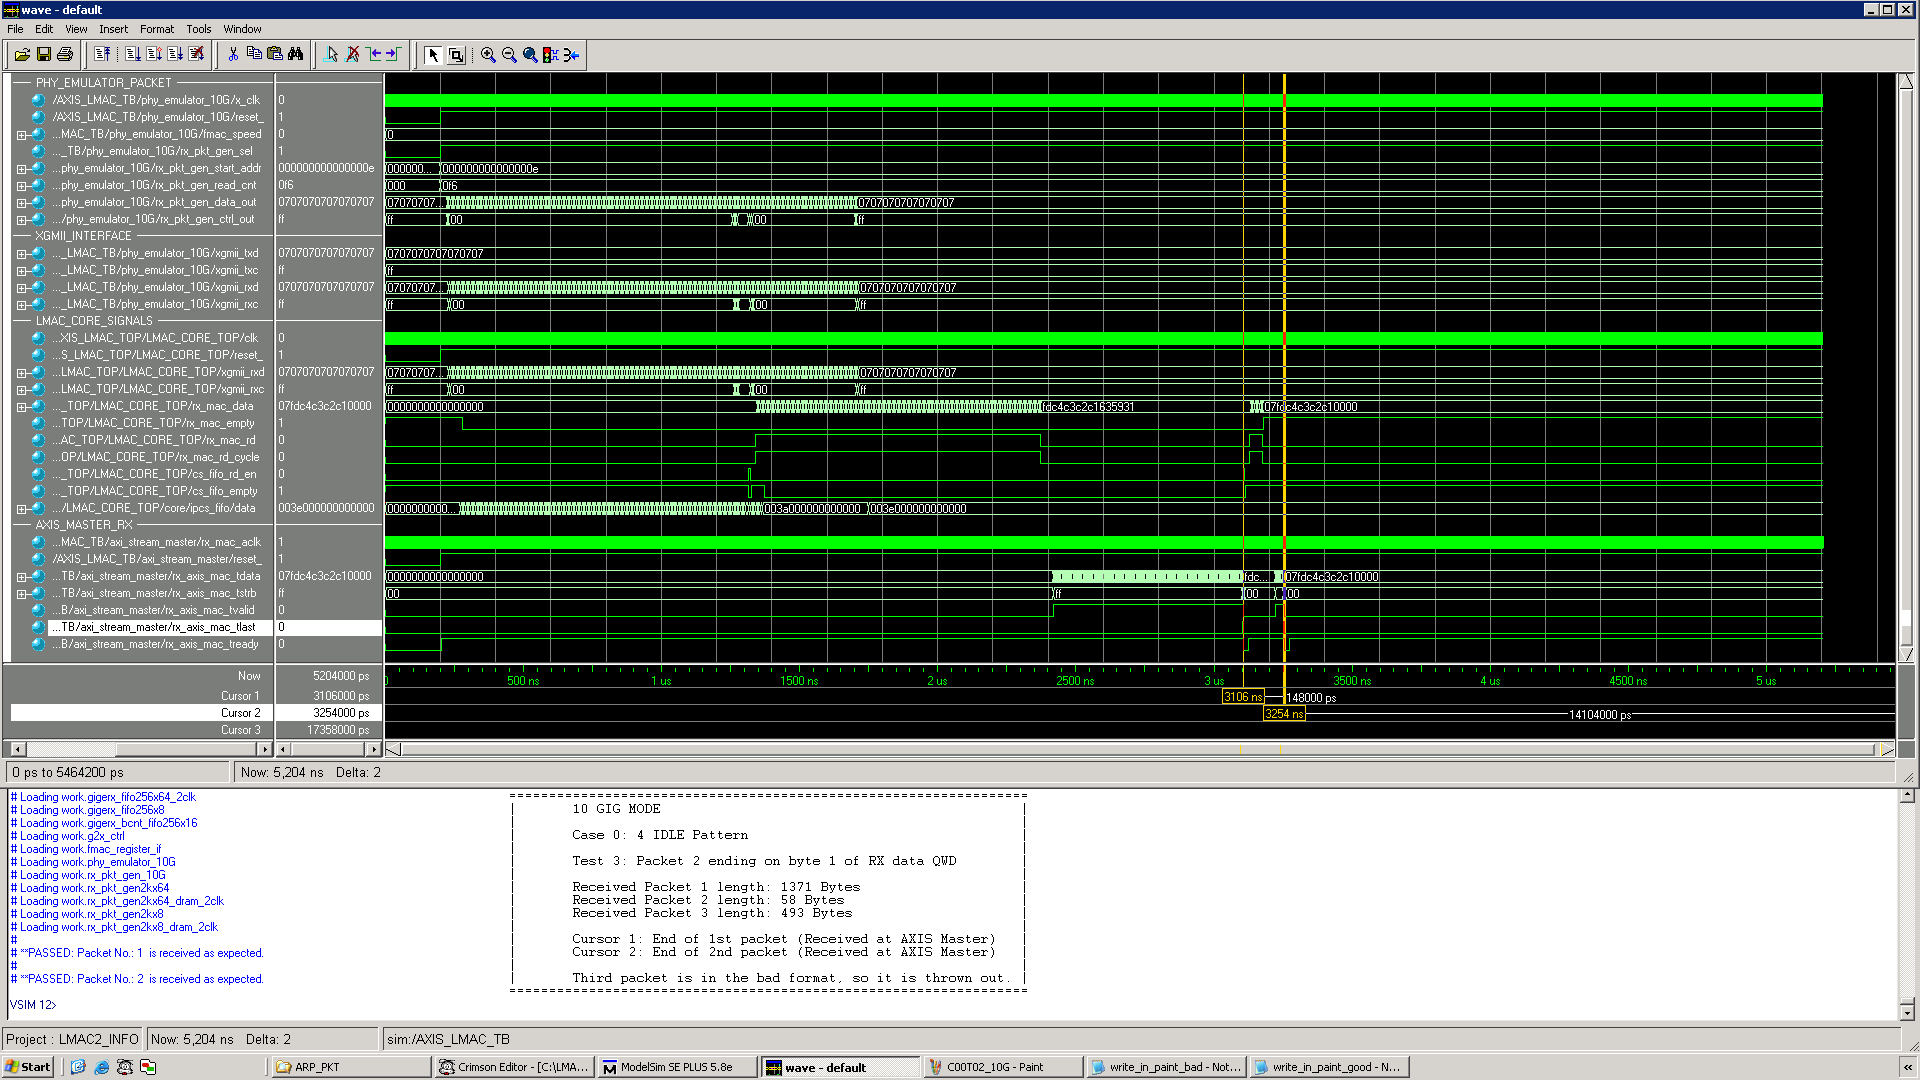 wave - default
File Edit View Insert Format Tools Window
PHY_EMULATOR_PACKET
/AXIS_LMAC_TB/phy_emulator_10G/x_clk 0
/AXIS_LMAC_TB/phy_emulator_10G/reset_ 1
...MAC_TB/phy_emulator_10G/fmac_speed 0 0
..._TB/phy_emulator_10G/rx_pkt_gen_sel 1
...phy_emulator_10G/rx_pkt_gen_start_addr 000000000000000e 000000... 000000000000000e
...phy_emulator_10G/rx_pkt_gen_read_cnt 0f6 000 0f6
...phy_emulator_10G/rx_pkt_gen_data_out 0707070707070707 07070707... 0707070707070707
.../phy_emulator_10G/rx_pkt_gen_ctrl_out ff ff 00 00 ff
XGMII_INTERFACE
..._LMAC_TB/phy_emulator_10G/xgmii_txd 0707070707070707 0707070707070707
..._LMAC_TB/phy_emulator_10G/xgmii_txc ff ff
..._LMAC_TB/phy_emulator_10G/xgmii_rxd 0707070707070707 07070707... 0707070707070707
..._LMAC_TB/phy_emulator_10G/xgmii_rxc ff ff 00 00 ff
LMAC_CORE_SIGNALS
...XIS_LMAC_TOP/LMAC_CORE_TOP/clk 0
...S_LMAC_TOP/LMAC_CORE_TOP/reset_ 1
...LMAC_TOP/LMAC_CORE_TOP/xgmii_rxd 0707070707070707 07070707... 0707070707070707
...LMAC_TOP/LMAC_CORE_TOP/xgmii_rxc ff ff 00 00 ff
..._TOP/LMAC_CORE_TOP/rx_mac_data 07fdc4c3c2c10000 0000000000000000 fdc4c3c2c1635931 07fdc4c3c2c10000
...TOP/LMAC_CORE_TOP/rx_mac_empty 1
...AC_TOP/LMAC_CORE_TOP/rx_mac_rd 0
...OP/LMAC_CORE_TOP/rx_mac_rd_cycle 0
..._TOP/LMAC_CORE_TOP/cs_fifo_rd_en 0
..._TOP/LMAC_CORE_TOP/cs_fifo_empty 1
.../LMAC_CORE_TOP/core/ipcs_fifo/data 003e000000000000 0000000000... 003a000000000000 003e000000000000
AXIS_MASTER_RX
...MAC_TB/axi_stream_master/rx_mac_aclk 1
/AXIS_LMAC_TB/axi_stream_master/reset_ 1
...TB/axi_stream_master/rx_axis_mac_tdata 07fdc4c3c2c10000 0000000000000000 fdc... 07fdc4c3c2c10000
...TB/axi_stream_master/rx_axis_mac_tstrb 00 00 ff 00 00
...B/axi_stream_master/rx_axis_mac_tvalid 0
...TB/axi_stream_master/rx_axis_mac_tlast 0
...B/axi_stream_master/rx_axis_mac_tready 0
Now 5204000 ps 0 500 ns 1 us 1500 ns 2 us 2500 ns 3 us 3500 ns 4 us 4500 ns 5 us
Cursor 1 3106000 ps 3106 ns 148000 ps
Cursor 2 3254000 ps 3254 ns 14104000 ps
Cursor 3 17358000 ps
0 ps to 5464200 ps Now: 5,204 ns Delta: 2
# Loading work.gigerx_fifo256x64_2clk
# Loading work.gigerx_fifo256x8
# Loading work.gigerx_bcnt_fifo256x16
# Loading work.g2x_ctrl
# Loading work.fmac_register_if
# Loading work.phy_emulator_10G
# Loading work.rx_pkt_gen_10G
# Loading work.rx_pkt_gen2kx64
# Loading work.rx_pkt_gen2kx64_dram_2clk
# Loading work.rx_pkt_gen2kx8
# Loading work.rx_pkt_gen2kx8_dram_2clk
#
# **PASSED: Packet No.: 1 is received as expected.
#
# **PASSED: Packet No.: 2 is received as expected.
VSIM 12>
10 GIG MODE
Case 0: 4 IDLE Pattern
Test 3: Packet 2 ending on byte 1 of RX data QWD
Received Packet 1 length: 1371 Bytes
Received Packet 2 length: 58 Bytes
Received Packet 3 length: 493 Bytes
Cursor 1: End of 1st packet (Received at AXIS Master)
Cursor 2: End of 2nd packet (Received at AXIS Master)
Third packet is in the bad format, so it is thrown out.
Project : LMAC2_INFO Now: 5,204 ns Delta: 2 sim:/AXIS_LMAC_TB
Start ARP_PKT Crimson Editor - [C:\LMA... ModelSim SE PLUS 5.8e wave - default C00T02_10G - Paint write_in_paint_bad - Not... write_in_paint_good - N... «